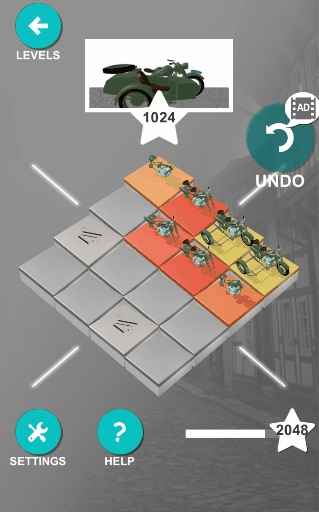 LEVELS
1024
AD
UNDO
2048
SETTINGS
?
HELP